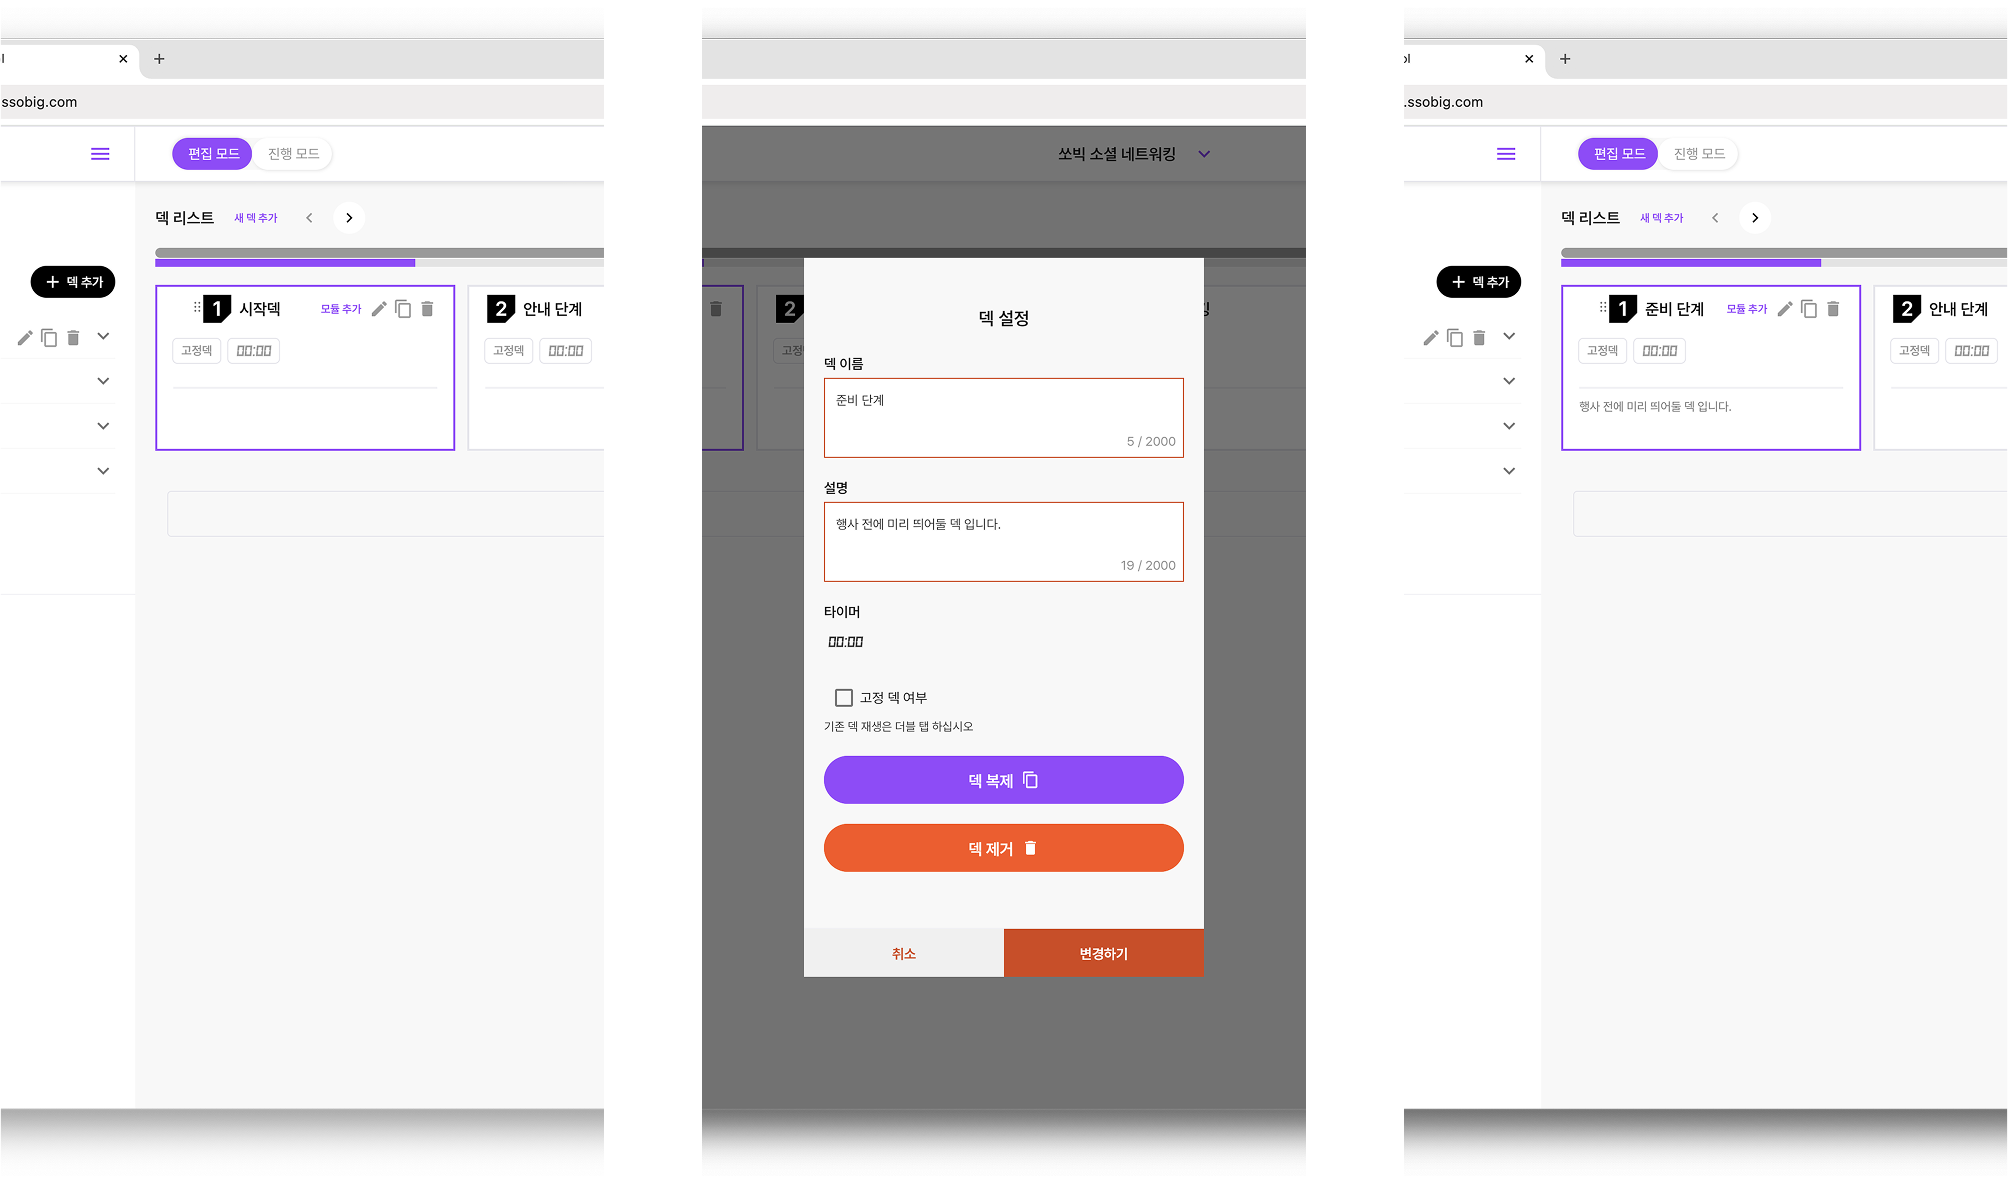 ssobig.com
편집 모드
진행 모드
덱 리스트
새 덱 추가
덱 추가
1
시작덱
모듈 추가
2
안내 단계
고정덱
00:00
고정덱
00:00
쏘빅 소셜 네트워킹
2
덱 설정
덱 이름
준비 단계
5 / 2000
설명
행사 전에 미리 띄어둘 덱 입니다.
19 / 2000
타이머
00:00
고정 덱 여부
기존 덱 재생은 더블 탭 하십시오
덱 복제
덱 제거
취소
변경하기
.ssobig.com
편집 모드
진행 모드
덱 리스트
새 덱 추가
덱 추가
1
준비 단계
모듈 추가
2
안내 단계
고정덱
00:00
고정덱
00:00
행사 전에 미리 띄어둘 덱 입니다.